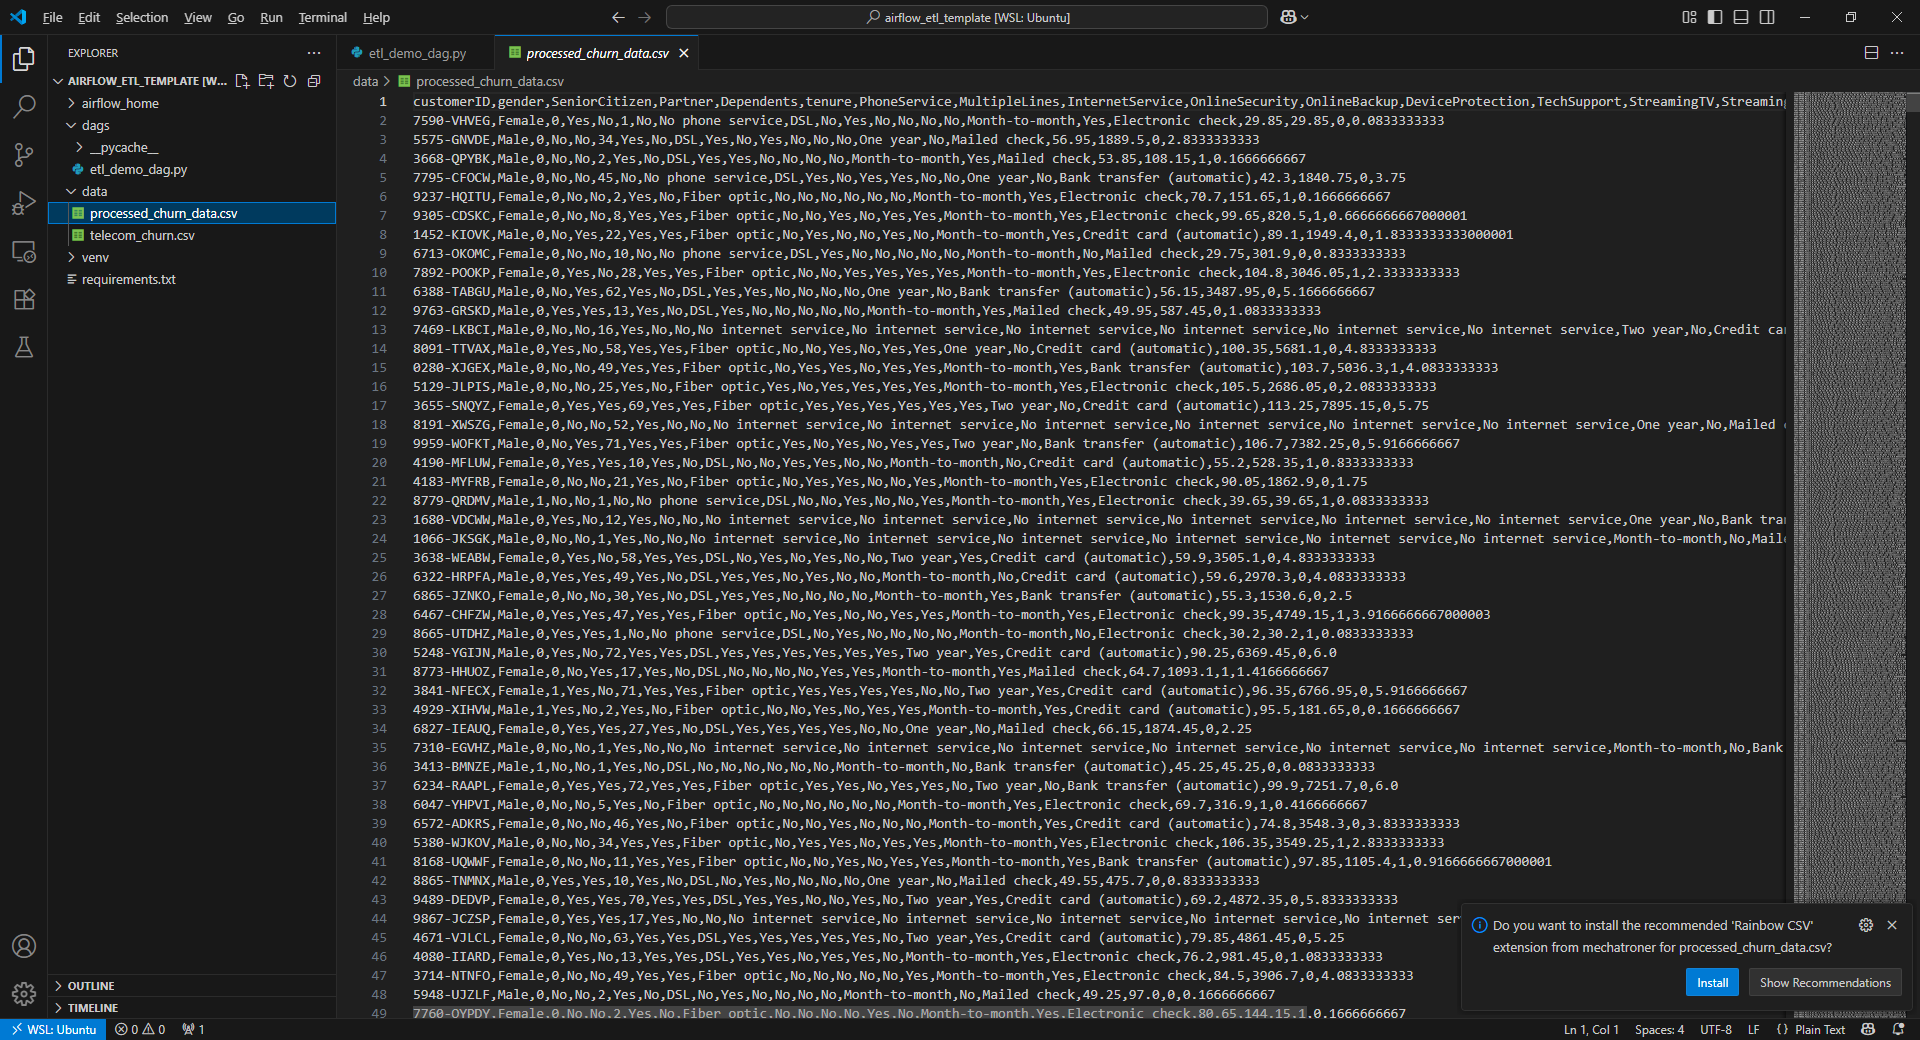 File Edit Selection View Go Run Terminal Help
airflow_etl_template [WSL: Ubuntu]
EXPLORER
AIRFLOW_ETL_TEMPLATE [W...
airflow_home
dags
__pycache__
etl_demo_dag.py
data
processed_churn_data.csv
telecom_churn.csv
venv
requirements.txt
OUTLINE
TIMELINE
etl_demo_dag.py
processed_churn_data.csv
data > processed_churn_data.csv
1 customerID,gender,SeniorCitizen,Partner,Dependents,tenure,PhoneService,MultipleLines,InternetService,OnlineSecurity,OnlineBackup,DeviceProtection,TechSupport,StreamingTV,Streaming
2 7590-VHVEG,Female,0,Yes,No,1,No,No phone service,DSL,No,Yes,No,No,No,No,Month-to-month,Yes,Electronic check,29.85,29.85,0,0.0833333333
3 5575-GNVDE,Male,0,No,No,34,Yes,No,DSL,Yes,No,Yes,No,No,No,One year,No,Mailed check,56.95,1889.5,0,2.8333333333
4 3668-QPYBK,Male,0,No,No,2,Yes,No,DSL,Yes,Yes,No,No,No,No,Month-to-month,Yes,Mailed check,53.85,108.15,1,0.1666666667
5 7795-CFOCW,Male,0,No,No,45,No,No phone service,DSL,Yes,No,Yes,Yes,No,No,One year,No,Bank transfer (automatic),42.3,1840.75,0,3.75
6 9237-HQITU,Female,0,No,No,2,Yes,No,Fiber optic,No,No,No,No,No,No,Month-to-month,Yes,Electronic check,70.7,151.65,1,0.1666666667
7 9305-CDSKC,Female,0,No,No,8,Yes,Yes,Fiber optic,No,No,Yes,No,Yes,Yes,Month-to-month,Yes,Electronic check,99.65,820.5,1,0.6666666667000001
8 1452-KIOVK,Male,0,No,Yes,22,Yes,Yes,Fiber optic,No,Yes,No,No,Yes,No,Month-to-month,Yes,Credit card (automatic),89.1,1949.4,0,1.8333333333000001
9 6713-OKOMC,Female,0,No,No,10,No,No phone service,DSL,Yes,No,No,No,No,No,Month-to-month,No,Mailed check,29.75,301.9,0,0.8333333333
10 7892-POOKP,Female,0,Yes,No,28,Yes,Yes,Fiber optic,No,No,Yes,Yes,Yes,Yes,Month-to-month,Yes,Electronic check,104.8,3046.05,1,2.3333333333
11 6388-TABGU,Male,0,No,Yes,62,Yes,No,DSL,Yes,Yes,No,No,No,No,One year,No,Bank transfer (automatic),56.15,3487.95,0,5.1666666667
12 9763-GRSKD,Male,0,Yes,Yes,13,Yes,No,DSL,Yes,No,No,No,No,No,Month-to-month,Yes,Mailed check,49.95,587.45,0,1.0833333333
13 7469-LKBCI,Male,0,No,No,16,Yes,No,No,No internet service,No internet service,No internet service,No internet service,No internet service,No internet service,Two year,No,Credit car
14 8091-TTVAX,Male,0,Yes,No,58,Yes,Yes,Fiber optic,No,No,Yes,No,Yes,Yes,One year,No,Credit card (automatic),100.35,5681.1,0,4.8333333333
15 0280-XJGEX,Male,0,No,No,49,Yes,Yes,Fiber optic,No,Yes,Yes,No,Yes,Yes,Month-to-month,Yes,Bank transfer (automatic),103.7,5036.3,1,4.0833333333
16 5129-JLPIS,Male,0,No,No,25,Yes,No,Fiber optic,Yes,No,Yes,Yes,Yes,Yes,Month-to-month,Yes,Electronic check,105.5,2686.05,0,2.0833333333
17 3655-SNQYZ,Female,0,Yes,Yes,69,Yes,Yes,Fiber optic,Yes,Yes,Yes,Yes,Yes,Yes,Two year,No,Credit card (automatic),113.25,7895.15,0,5.75
18 8191-XWSZG,Female,0,No,No,52,Yes,No,No,No internet service,No internet service,No internet service,No internet service,No internet service,No internet service,One year,No,Mailed c
19 9959-WOFKT,Male,0,No,Yes,71,Yes,Yes,Fiber optic,Yes,No,Yes,No,Yes,Yes,Two year,No,Bank transfer (automatic),106.7,7382.25,0,5.9166666667
20 4190-MFLUW,Female,0,Yes,Yes,10,Yes,No,DSL,No,No,Yes,Yes,No,No,Month-to-month,No,Credit card (automatic),55.2,528.35,1,0.8333333333
21 4183-MYFRB,Female,0,No,No,21,Yes,No,Fiber optic,No,Yes,Yes,No,No,Yes,Month-to-month,Yes,Electronic check,90.05,1862.9,0,1.75
22 8779-QRDMV,Male,1,No,No,1,No,No phone service,DSL,No,No,Yes,No,No,Yes,Month-to-month,Yes,Electronic check,39.65,39.65,1,0.0833333333
23 1680-VDCWW,Male,0,Yes,No,12,Yes,No,No,No internet service,No internet service,No internet service,No internet service,No internet service,No internet service,One year,No,Bank tran
24 1066-JKSGK,Male,0,No,No,1,Yes,No,No,No internet service,No internet service,No internet service,No internet service,No internet service,No internet service,Month-to-month,No,Maile
25 3638-WEABW,Female,0,Yes,No,58,Yes,Yes,DSL,No,Yes,No,Yes,No,No,Two year,Yes,Credit card (automatic),59.9,3505.1,0,4.8333333333
26 6322-HRPFA,Male,0,Yes,Yes,49,Yes,No,DSL,Yes,Yes,No,Yes,No,No,Month-to-month,No,Credit card (automatic),59.6,2970.3,0,4.0833333333
27 6865-JZNKO,Female,0,No,No,30,Yes,No,DSL,Yes,Yes,No,No,No,No,Month-to-month,Yes,Bank transfer (automatic),55.3,1530.6,0,2.5
28 6467-CHFZW,Male,0,Yes,Yes,47,Yes,Yes,Fiber optic,No,Yes,No,No,Yes,Yes,Month-to-month,Yes,Electronic check,99.35,4749.15,1,3.9166666667000003
29 8665-UTDHZ,Male,0,Yes,Yes,1,No,No phone service,DSL,No,Yes,No,No,No,No,Month-to-month,No,Electronic check,30.2,30.2,1,0.0833333333
30 5248-YGIJN,Male,0,Yes,No,72,Yes,Yes,DSL,Yes,Yes,Yes,Yes,Yes,Yes,Two year,Yes,Credit card (automatic),90.25,6369.45,0,6.0
31 8773-HHUOZ,Female,0,No,Yes,17,Yes,No,DSL,No,No,No,No,Yes,Yes,Month-to-month,Yes,Mailed check,64.7,1093.1,1,1.4166666667
32 3841-NFECX,Female,1,Yes,No,71,Yes,Yes,Fiber optic,Yes,Yes,Yes,Yes,No,No,Two year,Yes,Credit card (automatic),96.35,6766.95,0,5.9166666667
33 4929-XIHVW,Male,1,Yes,No,2,Yes,No,Fiber optic,No,No,Yes,No,Yes,Yes,Month-to-month,Yes,Credit card (automatic),95.5,181.65,0,0.1666666667
34 6827-IEAUQ,Female,0,Yes,Yes,27,Yes,No,DSL,Yes,Yes,Yes,Yes,No,No,One year,No,Mailed check,66.15,1874.45,0,2.25
35 7310-EGVHZ,Male,0,No,No,1,Yes,No,No,No internet service,No internet service,No internet service,No internet service,No internet service,No internet service,Month-to-month,No,Bank
36 3413-BMNZE,Male,1,No,No,1,Yes,No,DSL,No,No,No,No,No,No,Month-to-month,No,Bank transfer (automatic),45.25,45.25,0,0.0833333333
37 6234-RAAPL,Female,0,Yes,Yes,72,Yes,Yes,Fiber optic,Yes,Yes,No,Yes,Yes,No,Two year,No,Bank transfer (automatic),99.9,7251.7,0,6.0
38 6047-YHPVI,Male,0,No,No,5,Yes,No,Fiber optic,No,No,No,No,No,No,Month-to-month,Yes,Electronic check,69.7,316.9,1,0.4166666667
39 6572-ADKRS,Female,0,No,No,46,Yes,No,Fiber optic,No,No,Yes,No,No,No,Month-to-month,Yes,Credit card (automatic),74.8,3548.3,0,3.8333333333
40 5380-WJKOV,Male,0,No,No,34,Yes,Yes,Fiber optic,No,Yes,Yes,No,Yes,Yes,Month-to-month,Yes,Electronic check,106.35,3549.25,1,2.8333333333
41 8168-UQWWF,Female,0,No,No,11,Yes,Yes,Fiber optic,No,No,Yes,No,Yes,Yes,Month-to-month,Yes,Bank transfer (automatic),97.85,1105.4,1,0.9166666667000001
42 8865-TNMNX,Male,0,Yes,Yes,10,Yes,No,DSL,No,Yes,No,No,No,No,One year,No,Mailed check,49.55,475.7,0,0.8333333333
43 9489-DEDVP,Female,0,Yes,Yes,70,Yes,Yes,DSL,Yes,Yes,No,No,Yes,No,Two year,Yes,Credit card (automatic),69.2,4872.35,0,5.8333333333
44 9867-JCZSP,Female,0,Yes,Yes,17,Yes,No,No,No internet service,No internet service,No internet service,No internet service,No internet ser
45 4671-VJLCL,Female,0,No,No,63,Yes,Yes,DSL,Yes,Yes,Yes,Yes,Yes,No,Two year,Yes,Credit card (automatic),79.85,4861.45,0,5.25
46 4080-IIARD,Female,0,Yes,No,13,Yes,Yes,DSL,Yes,Yes,No,Yes,Yes,No,Month-to-month,Yes,Electronic check,76.2,981.45,0,1.0833333333
47 3714-NTNFO,Female,0,No,No,49,Yes,Yes,Fiber optic,No,No,No,No,No,Yes,Month-to-month,Yes,Electronic check,84.5,3906.7,0,4.0833333333
48 5948-UJZLF,Male,0,No,No,2,Yes,No,DSL,No,Yes,No,No,No,No,Month-to-month,No,Mailed check,49.25,97.0,0,0.1666666667
49 7760-OYPDY,Female,0,No,No,2,Yes,No,Fiber optic,No,No,No,No,Yes,No,Month-to-month,Yes,Electronic check,80.65,144.15,1,0.1666666667
Do you want to install the recommended 'Rainbow CSV'
extension from mechatroner for processed_churn_data.csv?
Install
Show Recommendations
WSL: Ubuntu 0 0 1
Ln 1, Col 1 Spaces: 4 UTF-8 LF {} Plain Text